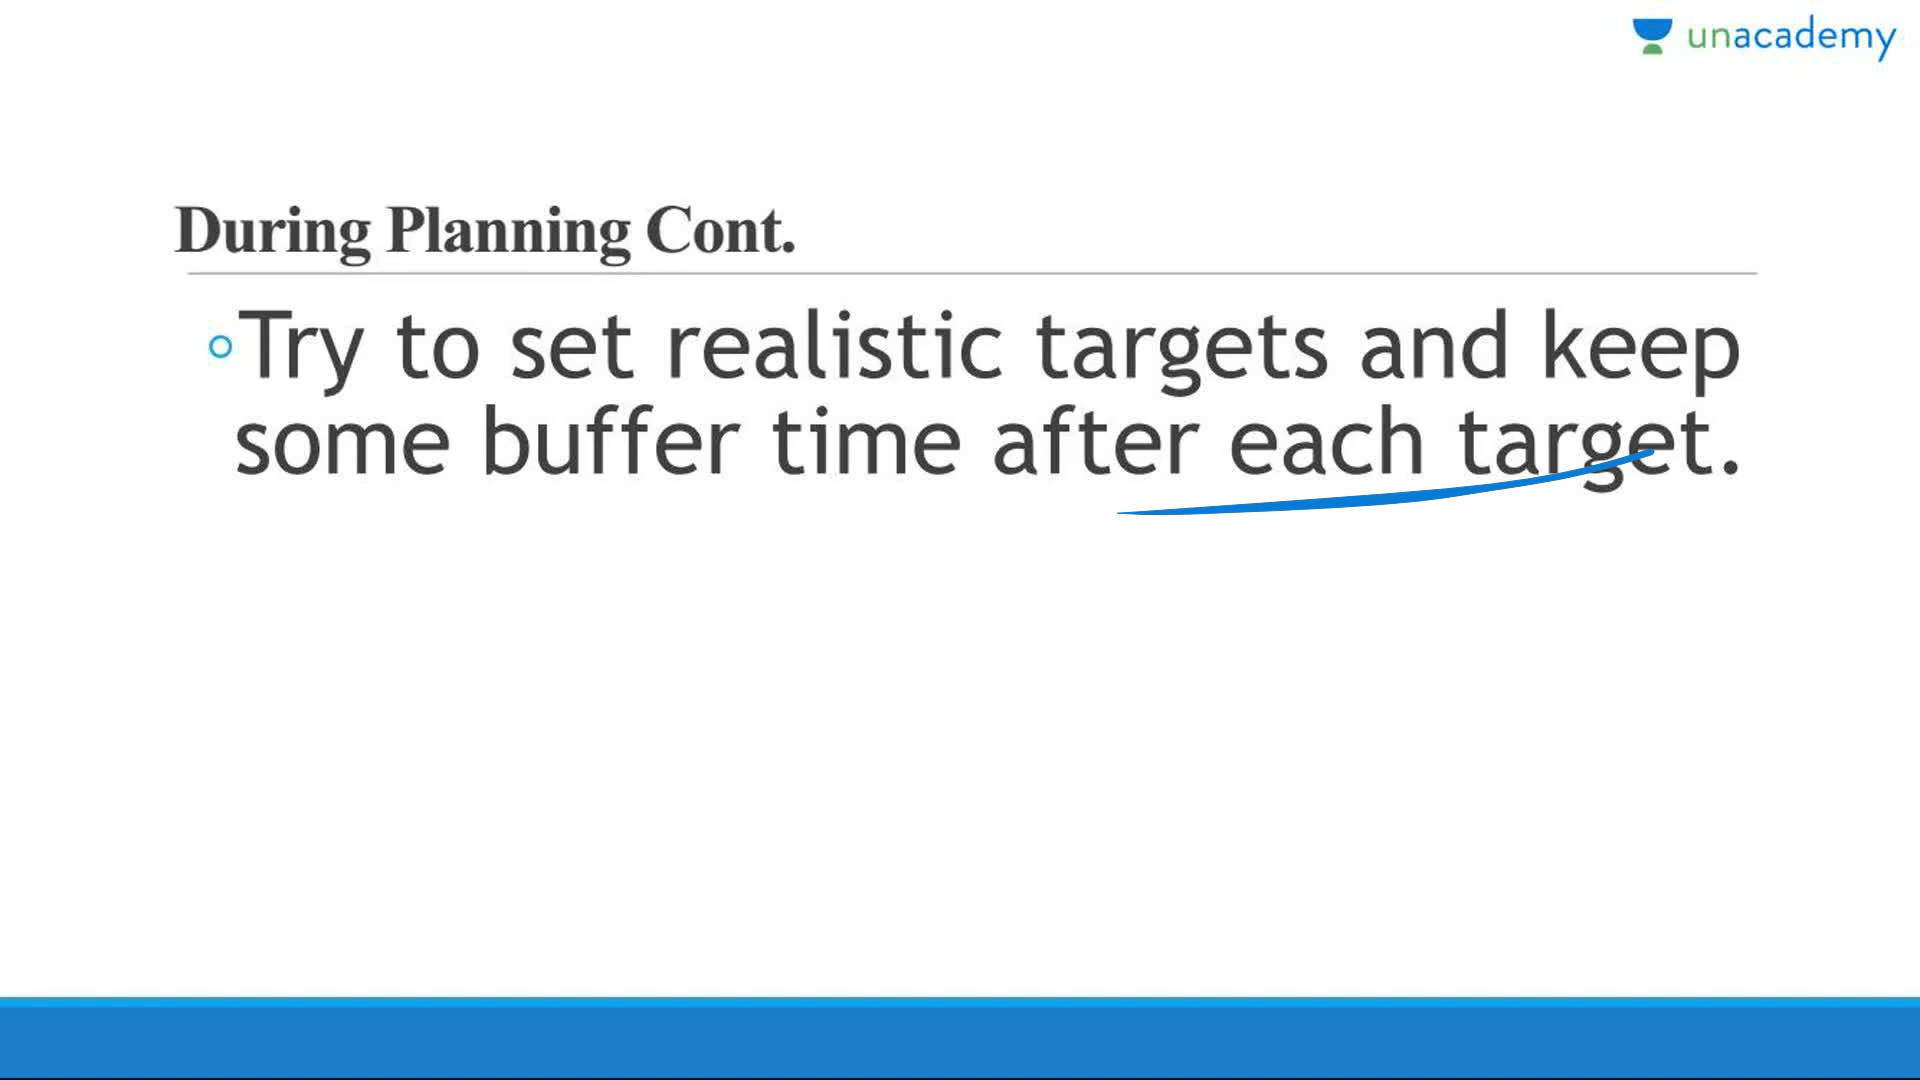 unacademy
During Planning Cont.
Try to set realistic targets and keep
some buffer time after each target.